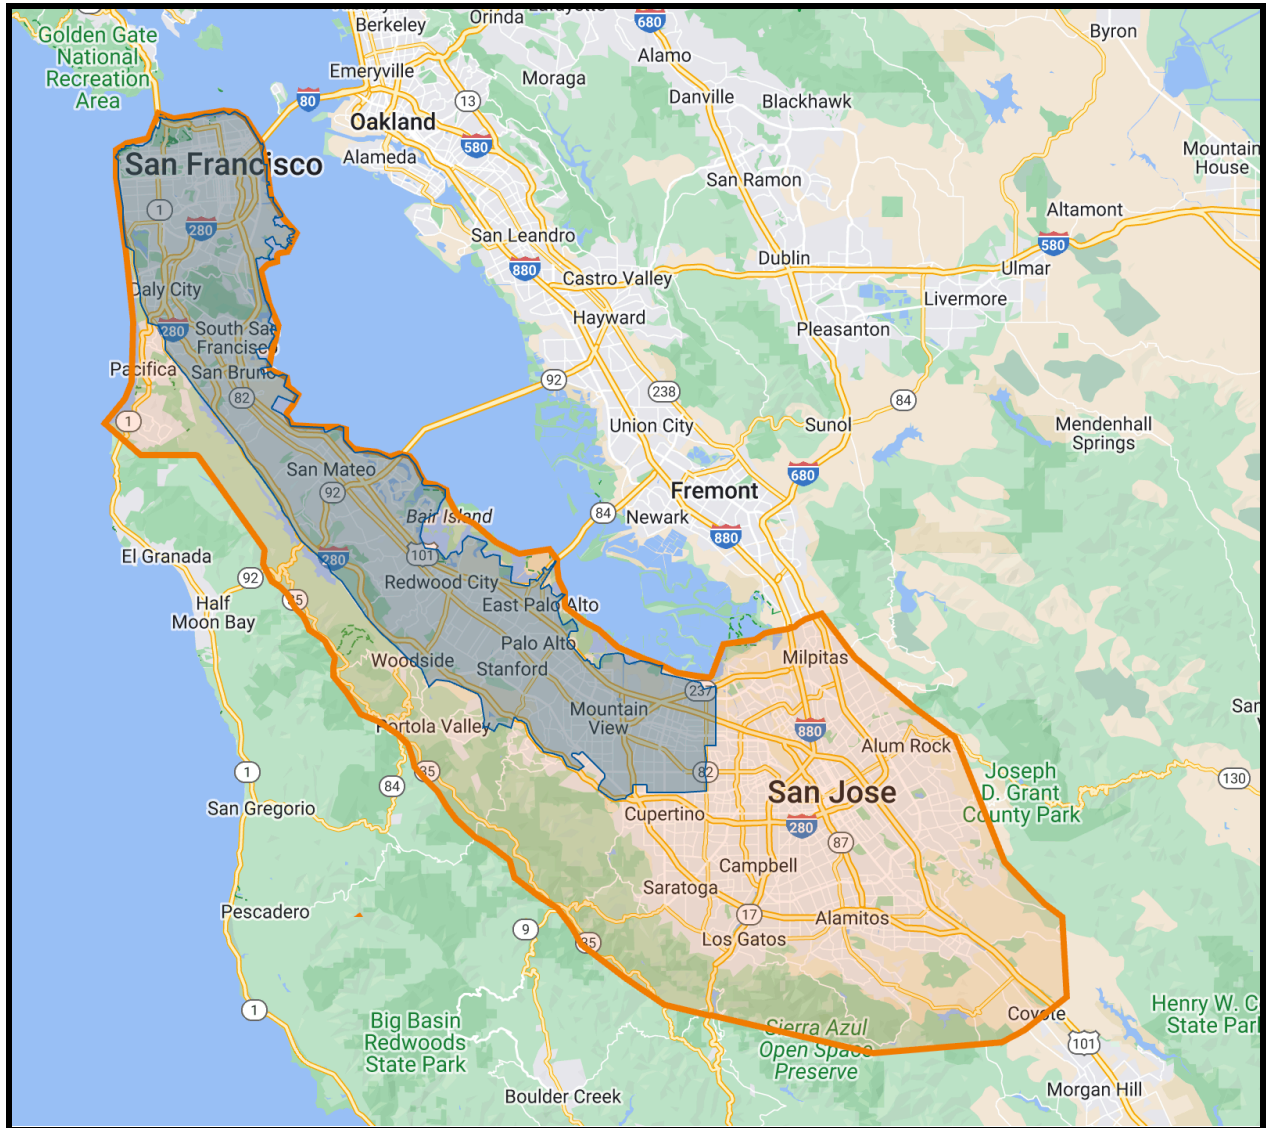 Golden Gate
National
Recreation
Area
Berkeley
Orinda
680
Alamo
Byron
Emeryville
80
Moraga
13
Danville
Blackhawk
Oakland
580
Alameda
San Francisco
Mountain
House
San Ramon
1
280
San Leandro
Altamont
580
880
Castro Valley
Dublin
Ulmar
Daly City
Livermore
Hayward
280
South San
Francisco
Pleasanton
Pacifica
San Bruno
92
238
84
82
1
Union City
Sunol
Mendenhall
Springs
San Mateo
92
680
Fremont
Bair Island
84
Newark
880
101
El Granada
280
92
Redwood City
35
Half
Moon Bay
East Palo Alto
Palo Alto
Woodside
Stanford
Milpitas
237
Mountain
View
Portola Valley
880
Alum Rock
1
35
82
Joseph
D. Grant
County Park
130
84
San Jose
San Gregorio
Cupertino
280
87
Campbell
Saratoga
Pescadero
17
Alamitos
9
35
Los Gatos
1
Coyote
Henry W. C
State Par
Big Basin
Redwoods
State Park
Sierra Azul
Open Space
Preserve
101
Boulder Creek
Morgan Hill